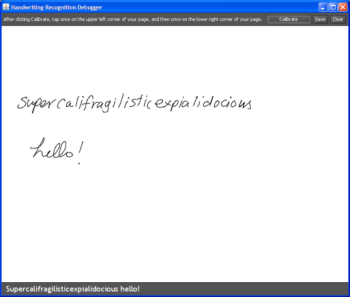 Handwriting Recognition Debugger
After clicking Calibrate, tap once on the upper left corner of your page, and then once on the lower right corner of your page. Calibrate Save Clear
Supercalifragilisticexpialidocious
hello!
Supercalifragilisticexpialidocious hello!